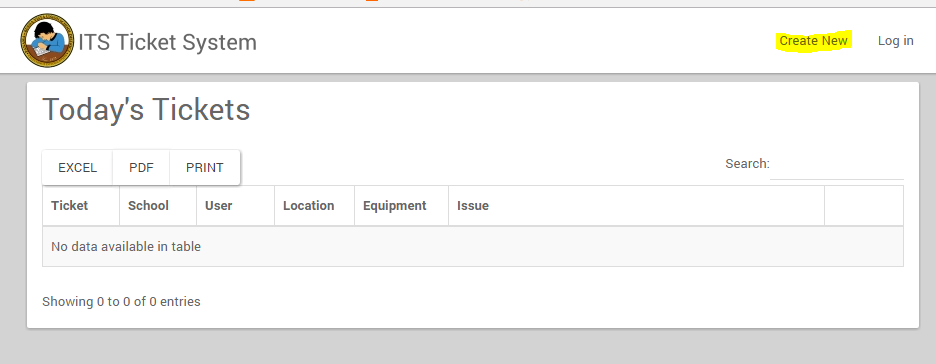 ITS Ticket System
Create New
Log in
Today's Tickets
EXCEL PDF PRINT
Search:
Ticket School User Location Equipment Issue
No data available in table
Showing 0 to 0 of 0 entries